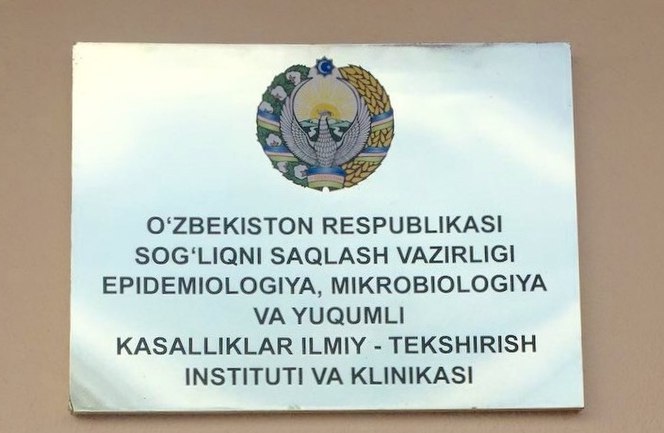 O‘ZBEKISTON RESPUBLIKASI
SOG‘LIQNI SAQLASH VAZIRLIGI
EPIDEMIOLOGIYA, MIKROBIOLOGIYA
VA YUQUMLI
KASALLIKLAR ILMIY - TEKSHIRISH
INSTITUTI VA KLINIKASI